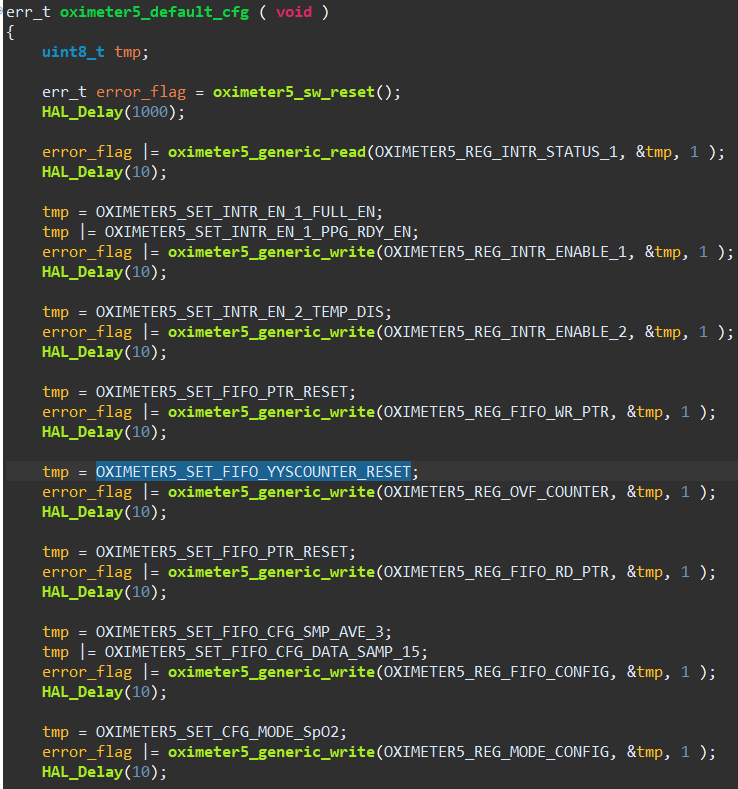 err_t oximeter5_default_cfg ( void )
{
uint8_t tmp;
err_t error_flag = oximeter5_sw_reset();
HAL_Delay(1000);
error_flag |= oximeter5_generic_read(OXIMETER5_REG_INTR_STATUS_1, &tmp, 1 );
HAL_Delay(10);
tmp = OXIMETER5_SET_INTR_EN_1_FULL_EN;
tmp |= OXIMETER5_SET_INTR_EN_1_PPG_RDY_EN;
error_flag |= oximeter5_generic_write(OXIMETER5_REG_INTR_ENABLE_1, &tmp, 1 );
HAL_Delay(10);
tmp = OXIMETER5_SET_INTR_EN_2_TEMP_DIS;
error_flag |= oximeter5_generic_write(OXIMETER5_REG_INTR_ENABLE_2, &tmp, 1 );
HAL_Delay(10);
tmp = OXIMETER5_SET_FIFO_PTR_RESET;
error_flag |= oximeter5_generic_write(OXIMETER5_REG_FIFO_WR_PTR, &tmp, 1 );
HAL_Delay(10);
tmp = OXIMETER5_SET_FIFO_YYSCOUNTER_RESET;
error_flag |= oximeter5_generic_write(OXIMETER5_REG_OVF_COUNTER, &tmp, 1 );
HAL_Delay(10);
tmp = OXIMETER5_SET_FIFO_PTR_RESET;
error_flag |= oximeter5_generic_write(OXIMETER5_REG_FIFO_RD_PTR, &tmp, 1 );
HAL_Delay(10);
tmp = OXIMETER5_SET_FIFO_CFG_SMP_AVE_3;
tmp |= OXIMETER5_SET_FIFO_CFG_DATA_SAMP_15;
error_flag |= oximeter5_generic_write(OXIMETER5_REG_FIFO_CONFIG, &tmp, 1 );
HAL_Delay(10);
tmp = OXIMETER5_SET_CFG_MODE_SpO2;
error_flag |= oximeter5_generic_write(OXIMETER5_REG_MODE_CONFIG, &tmp, 1 );
HAL_Delay(10);